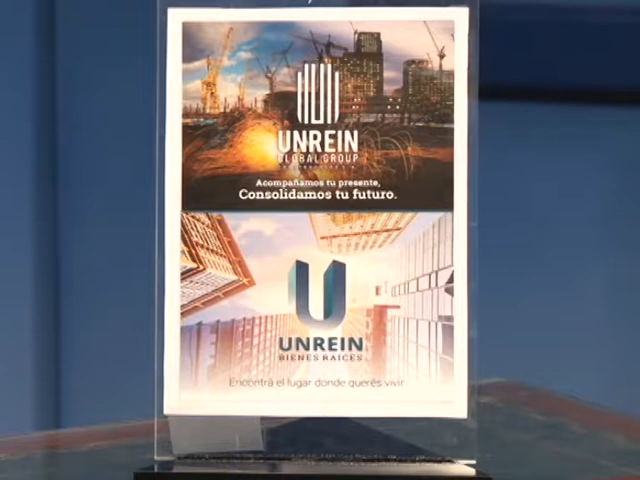 UNREIN
GLOBAL GROUP
Acompañamos tu presente,
Consolidamos tu futuro.
UNREIN
BIENES RAICES
Encontrá el lugar donde querés vivir